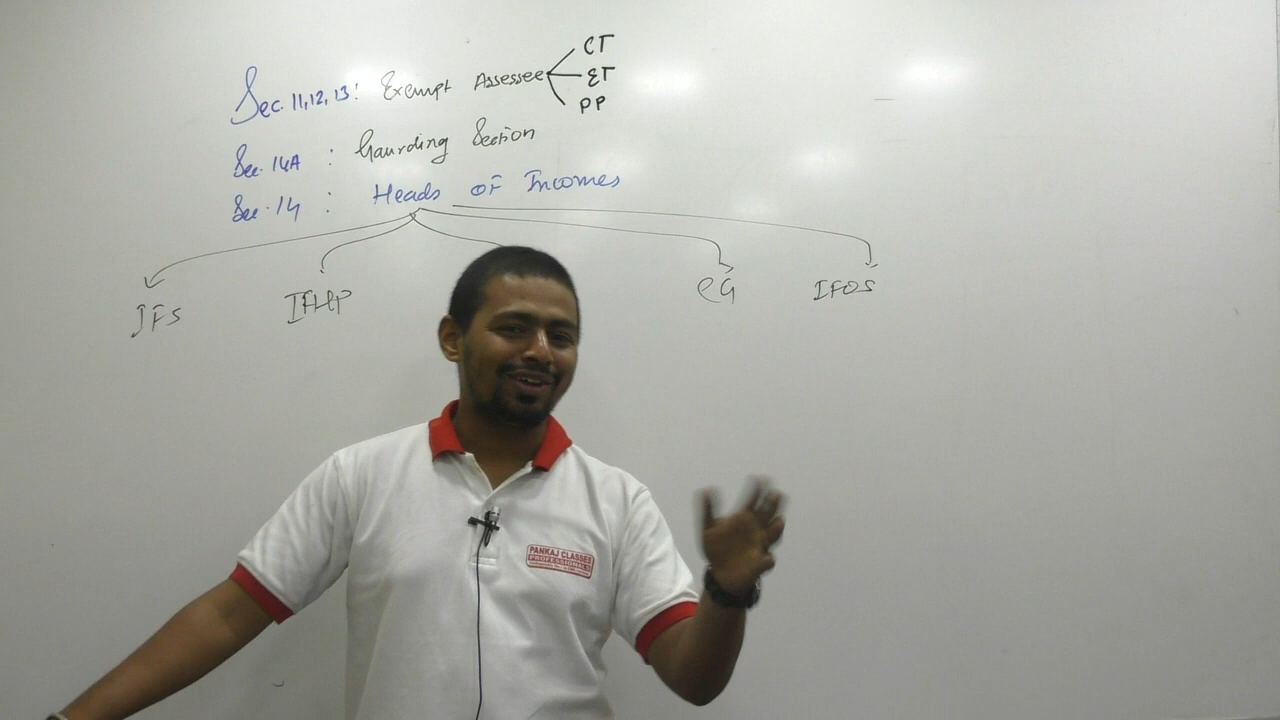 Sec. 11,12,13: Exempt Assessee
CT
ET
PP
Sec. 14A : Gaurding Section
Sec. 14 : Heads of Incomes
IFS IFHP CG IFOS
PANKAJ CLASSES
PROFESSIONALS